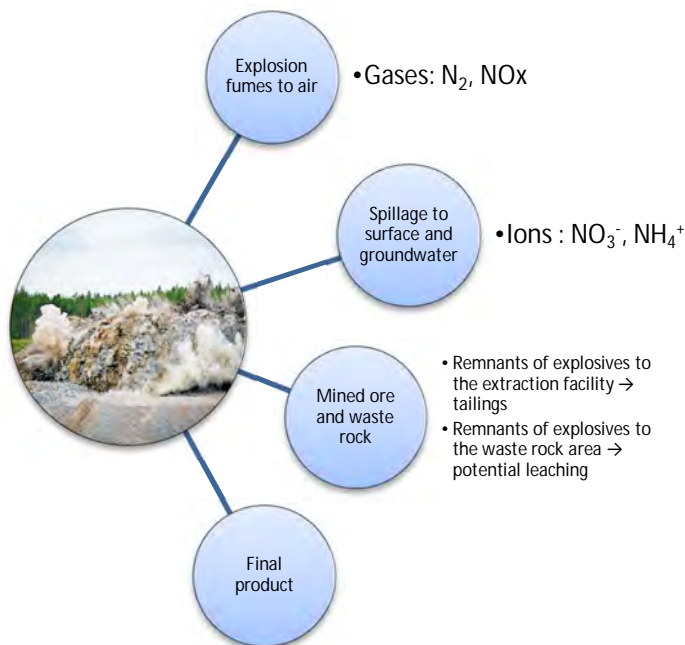 Explosion
fumes to air
•Gases: N₂, NOx
Spillage to
surface and
groundwater
•Ions : NO₃⁻, NH₄⁺
Mined ore
and waste
rock
• Remnants of explosives to
the extraction facility →
tailings
• Remnants of explosives to
the waste rock area →
potential leaching
Final
product